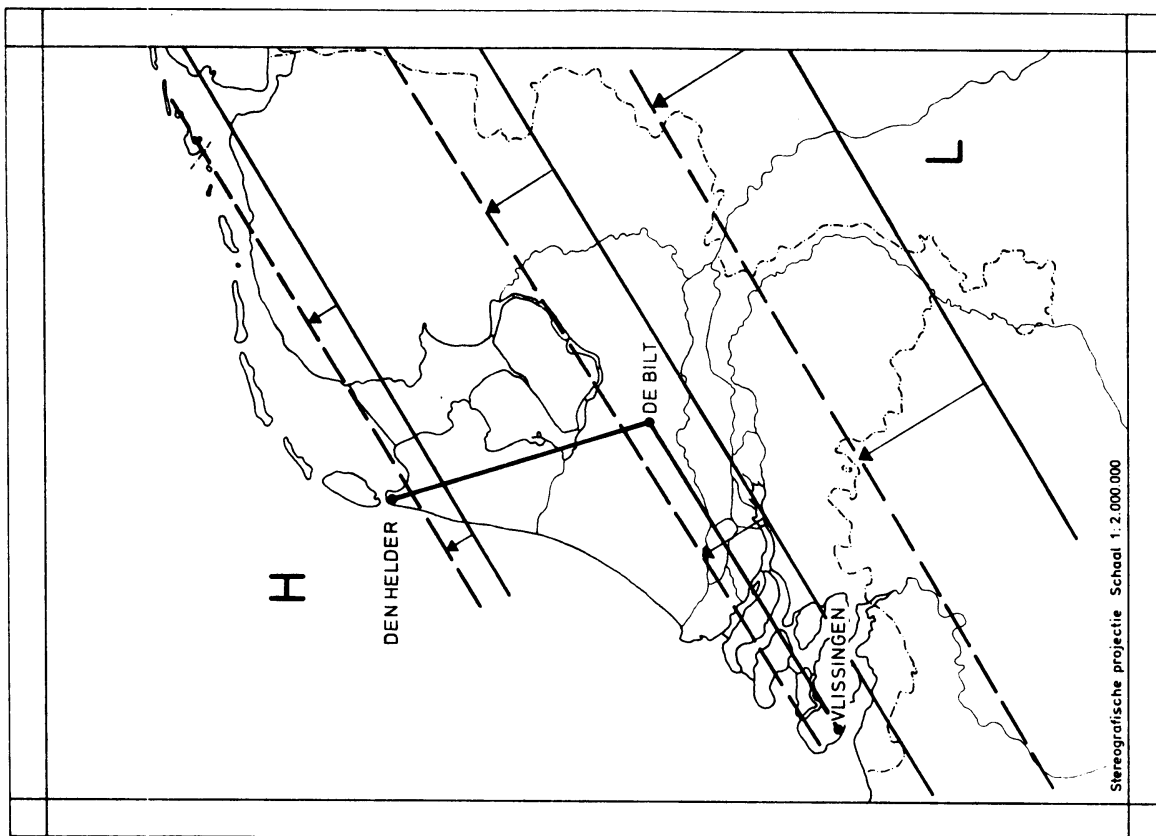 H
DEN HELDER
DE BILT
VLISSINGEN
L
Stereografische projectie Schaal 1:2.000.000